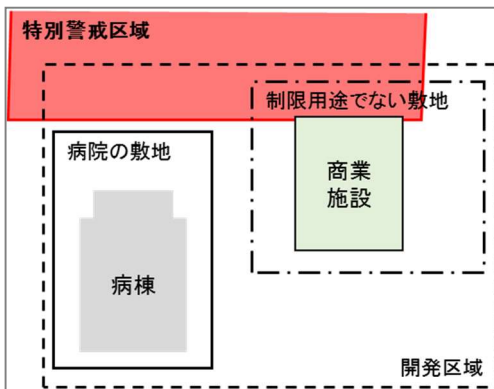 特別警戒区域
制限用途でない敷地
病院の敷地
商業
施設
病棟
開発区域